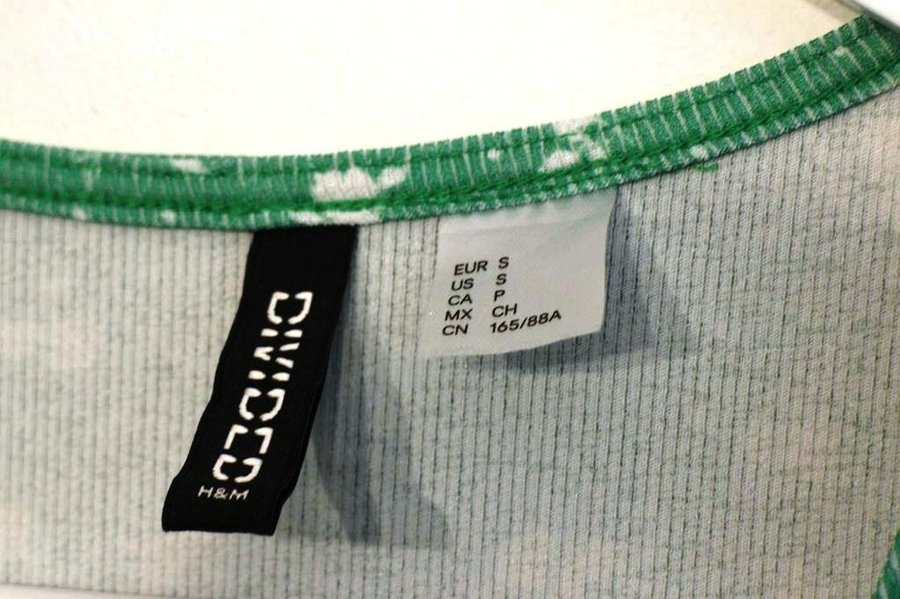 DIVIDED
H&M
EUR S
US S
CA P
MX CH
CN 165/88A